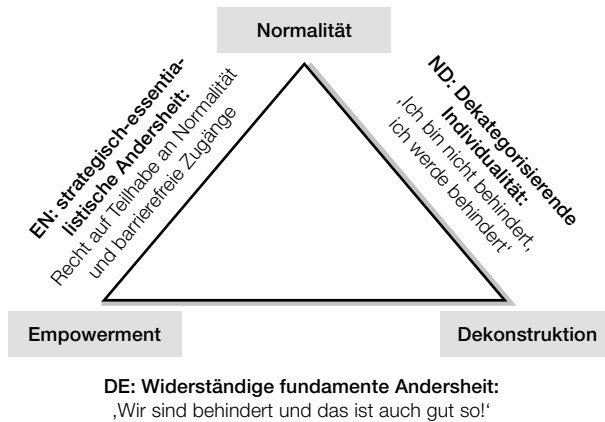 Normalität
EN: strategisch-essentia-
listische Andersheit:
Recht auf Teilhabe an Normalität
und barrierefreie Zugänge
ND: Dekategorisierende
Individualität:
‚Ich bin nicht behindert,
ich werde behindert‘
Empowerment
Dekonstruktion
DE: Widerständige fundamente Andersheit:
‚Wir sind behindert und das ist auch gut so!‘